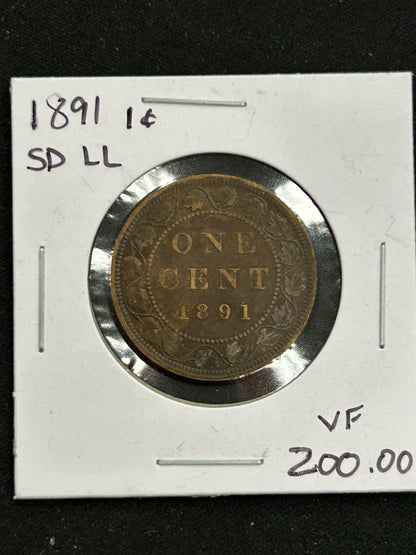 1891 1¢
SD LL
ONE
CENT
1891
VF
200.00